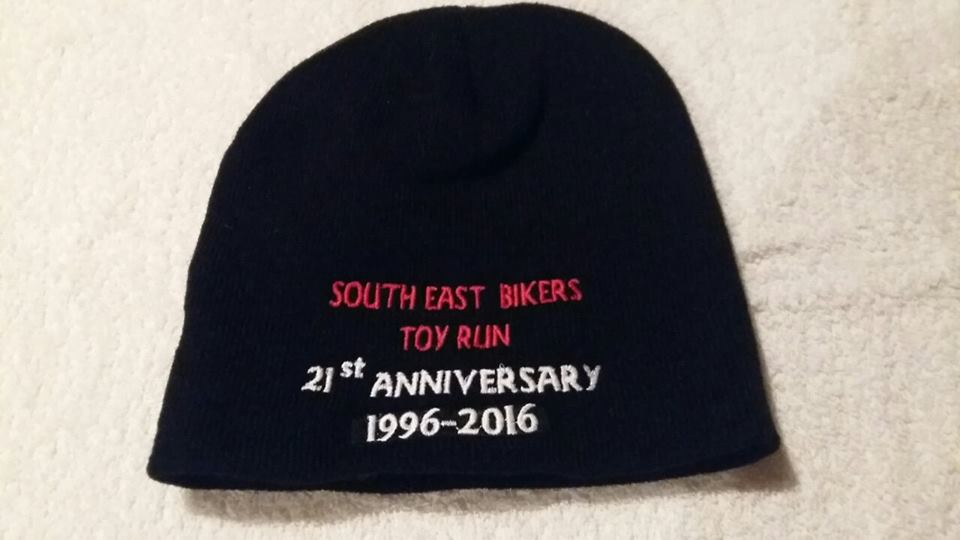 SOUTH EAST BIKERS
TOY RUN
21st ANNIVERSARY
1996-2016